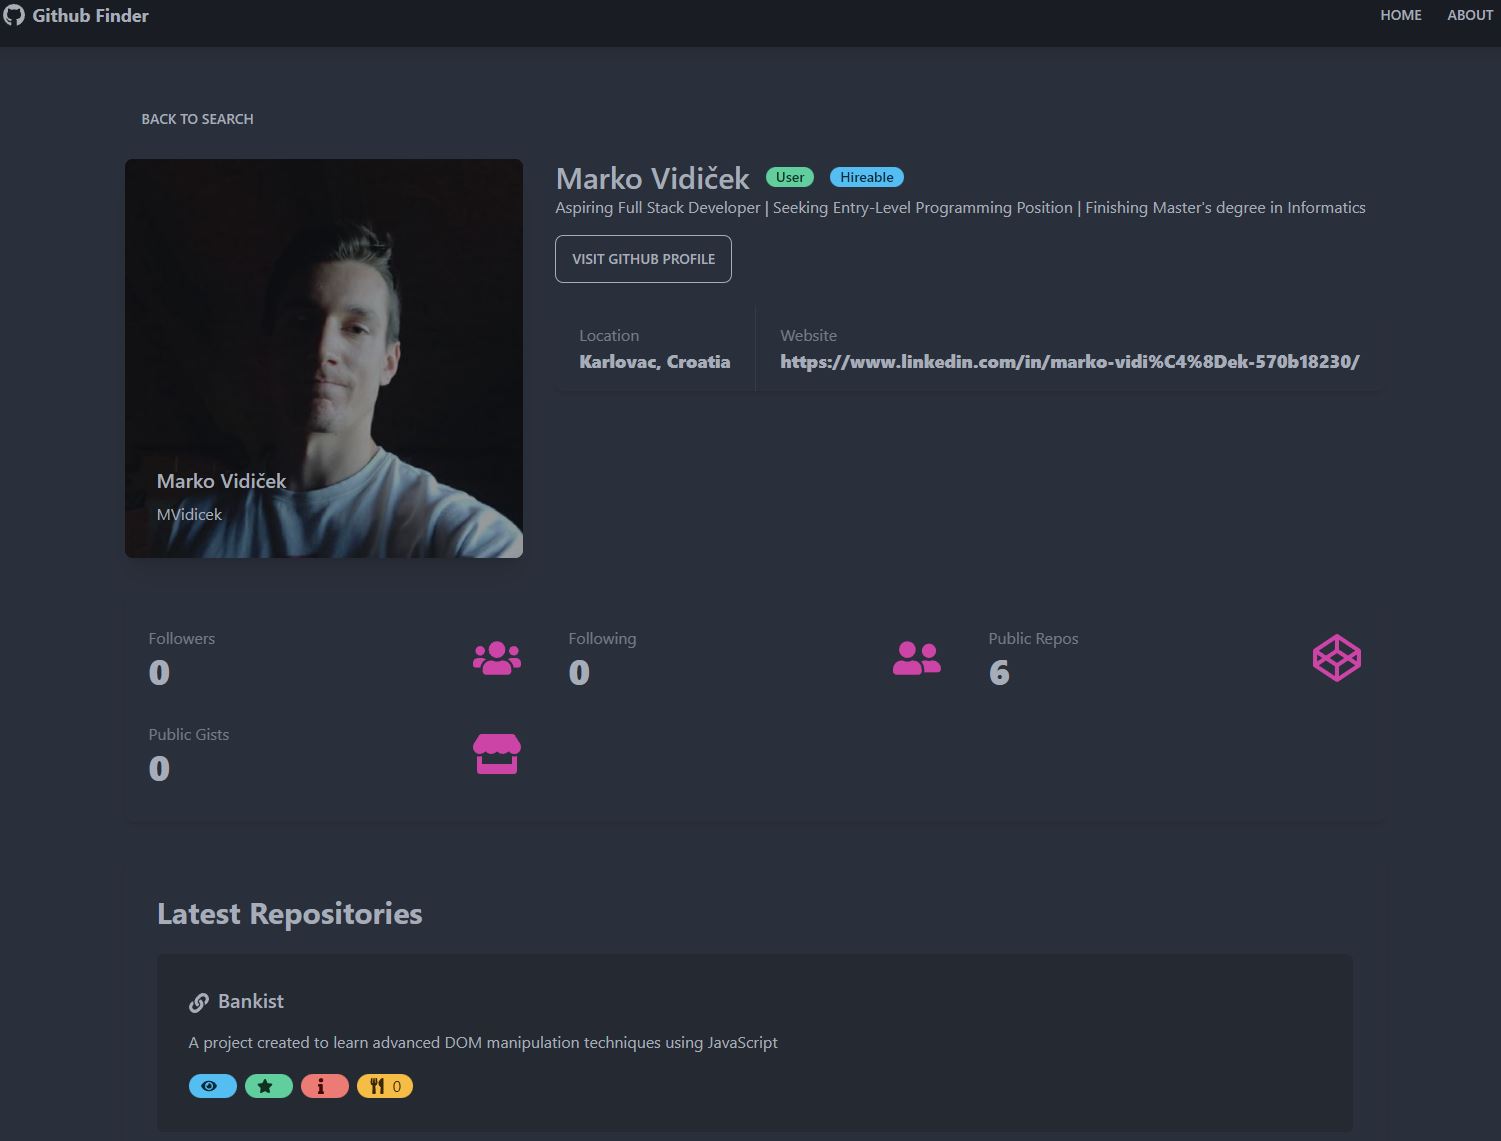 Github Finder
HOME
ABOUT
BACK TO SEARCH
Marko Vidiček
User
Hireable
Aspiring Full Stack Developer | Seeking Entry-Level Programming Position | Finishing Master's degree in Informatics
VISIT GITHUB PROFILE
Location
Karlovac, Croatia
Website
https://www.linkedin.com/in/marko-vidi%C4%8Dek-570b18230/
Marko Vidiček
MVidicek
Followers
0
Following
0
Public Repos
6
Public Gists
0
Latest Repositories
Bankist
A project created to learn advanced DOM manipulation techniques using JavaScript
0